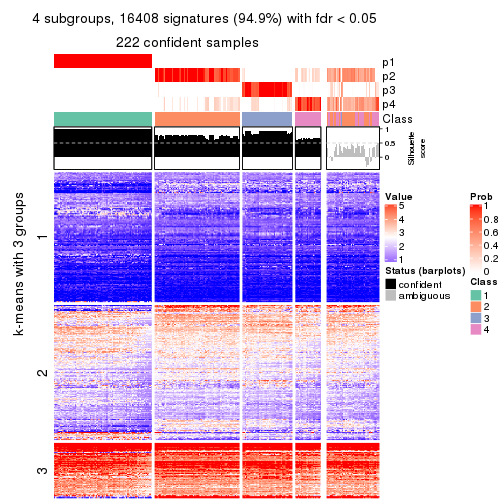 4 subgroups, 16408 signatures (94.9%) with fdr < 0.05
222 confident samples
p1
p2
p3
p4
Class
1
0.5
0
Silhouette
score
k-means with 3 groups
1
2
3
Value
5
4
3
2
1
Status (barplots)
confident
ambiguous
Prob
1
0.8
0.6
0.4
0.2
0
Class
1
2
3
4